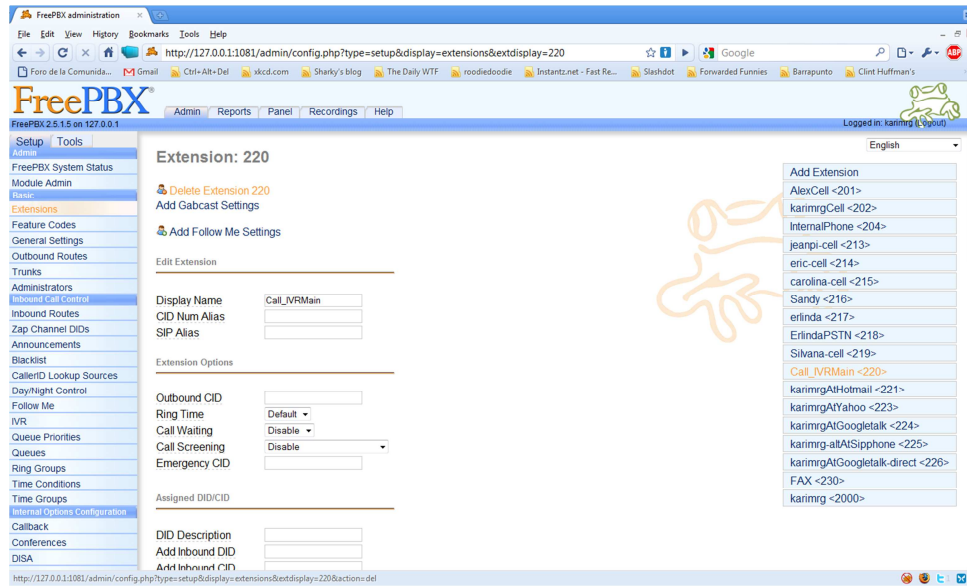 FreePBX administration
File Edit View History Bookmarks Tools Help
http://127.0.0.1:1081/admin/config.php?type=setup&display=extensions&extdisplay=220
Google
ABP
Foro de la Comunida... Gmail Ctrl+Alt+Del xkcd.com Sharky's blog The Daily WTF roodiedoodie Instantz.net - Fast Re... Slashdot Forwarded Funnies Barrapunto Clint Huffman's
FreePBX®
Admin Reports Panel Recordings Help
FreePBX 2.5.1.5 on 127.0.0.1
Logged in: karimrg (Logout)
Setup Tools
English
Admin
FreePBX System Status
Module Admin
Basic
Extensions
Feature Codes
General Settings
Outbound Routes
Trunks
Administrators
Inbound Call Control
Inbound Routes
Zap Channel DIDs
Announcements
Blacklist
CallerID Lookup Sources
Day/Night Control
Follow Me
IVR
Queue Priorities
Queues
Ring Groups
Time Conditions
Time Groups
Internal Options Configuration
Callback
Conferences
DISA
Extension: 220
Delete Extension 220
Add Gabcast Settings
Add Follow Me Settings
Edit Extension
Display Name Call_IVRMain
CID Num Alias
SIP Alias
Extension Options
Outbound CID
Ring Time Default
Call Waiting Disable
Call Screening Disable
Emergency CID
Assigned DID/CID
DID Description
Add Inbound DID
Add Inbound CID
Add Extension
AlexCell <201>
karimrgCell <202>
InternalPhone <204>
jeanpi-cell <213>
eric-cell <214>
carolina-cell <215>
Sandy <216>
erlinda <217>
ErlindaPSTN <218>
Silvana-cell <219>
Call_IVRMain <220>
karimrgAtHotmail <221>
karimrgAtYahoo <223>
karimrgAtGoogletalk <224>
karimrg-altAtSipphone <225>
karimrgAtGoogletalk-direct <226>
FAX <230>
karimrg <2000>
http://127.0.0.1:1081/admin/config.php?type=setup&display=extensions&extdisplay=220&action=del